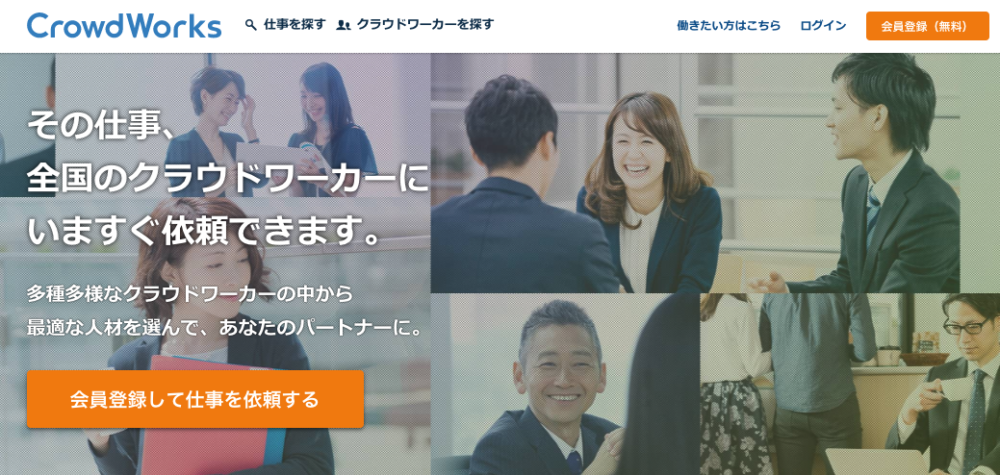 CrowdWorks
仕事を探す
クラウドワーカーを探す
働きたい方はこちら
ログイン
会員登録（無料）
その仕事、
全国のクラウドワーカーに
いますぐ依頼できます。
多種多様なクラウドワーカーの中から
最適な人材を選んで、あなたのパートナーに。
会員登録して仕事を依頼する